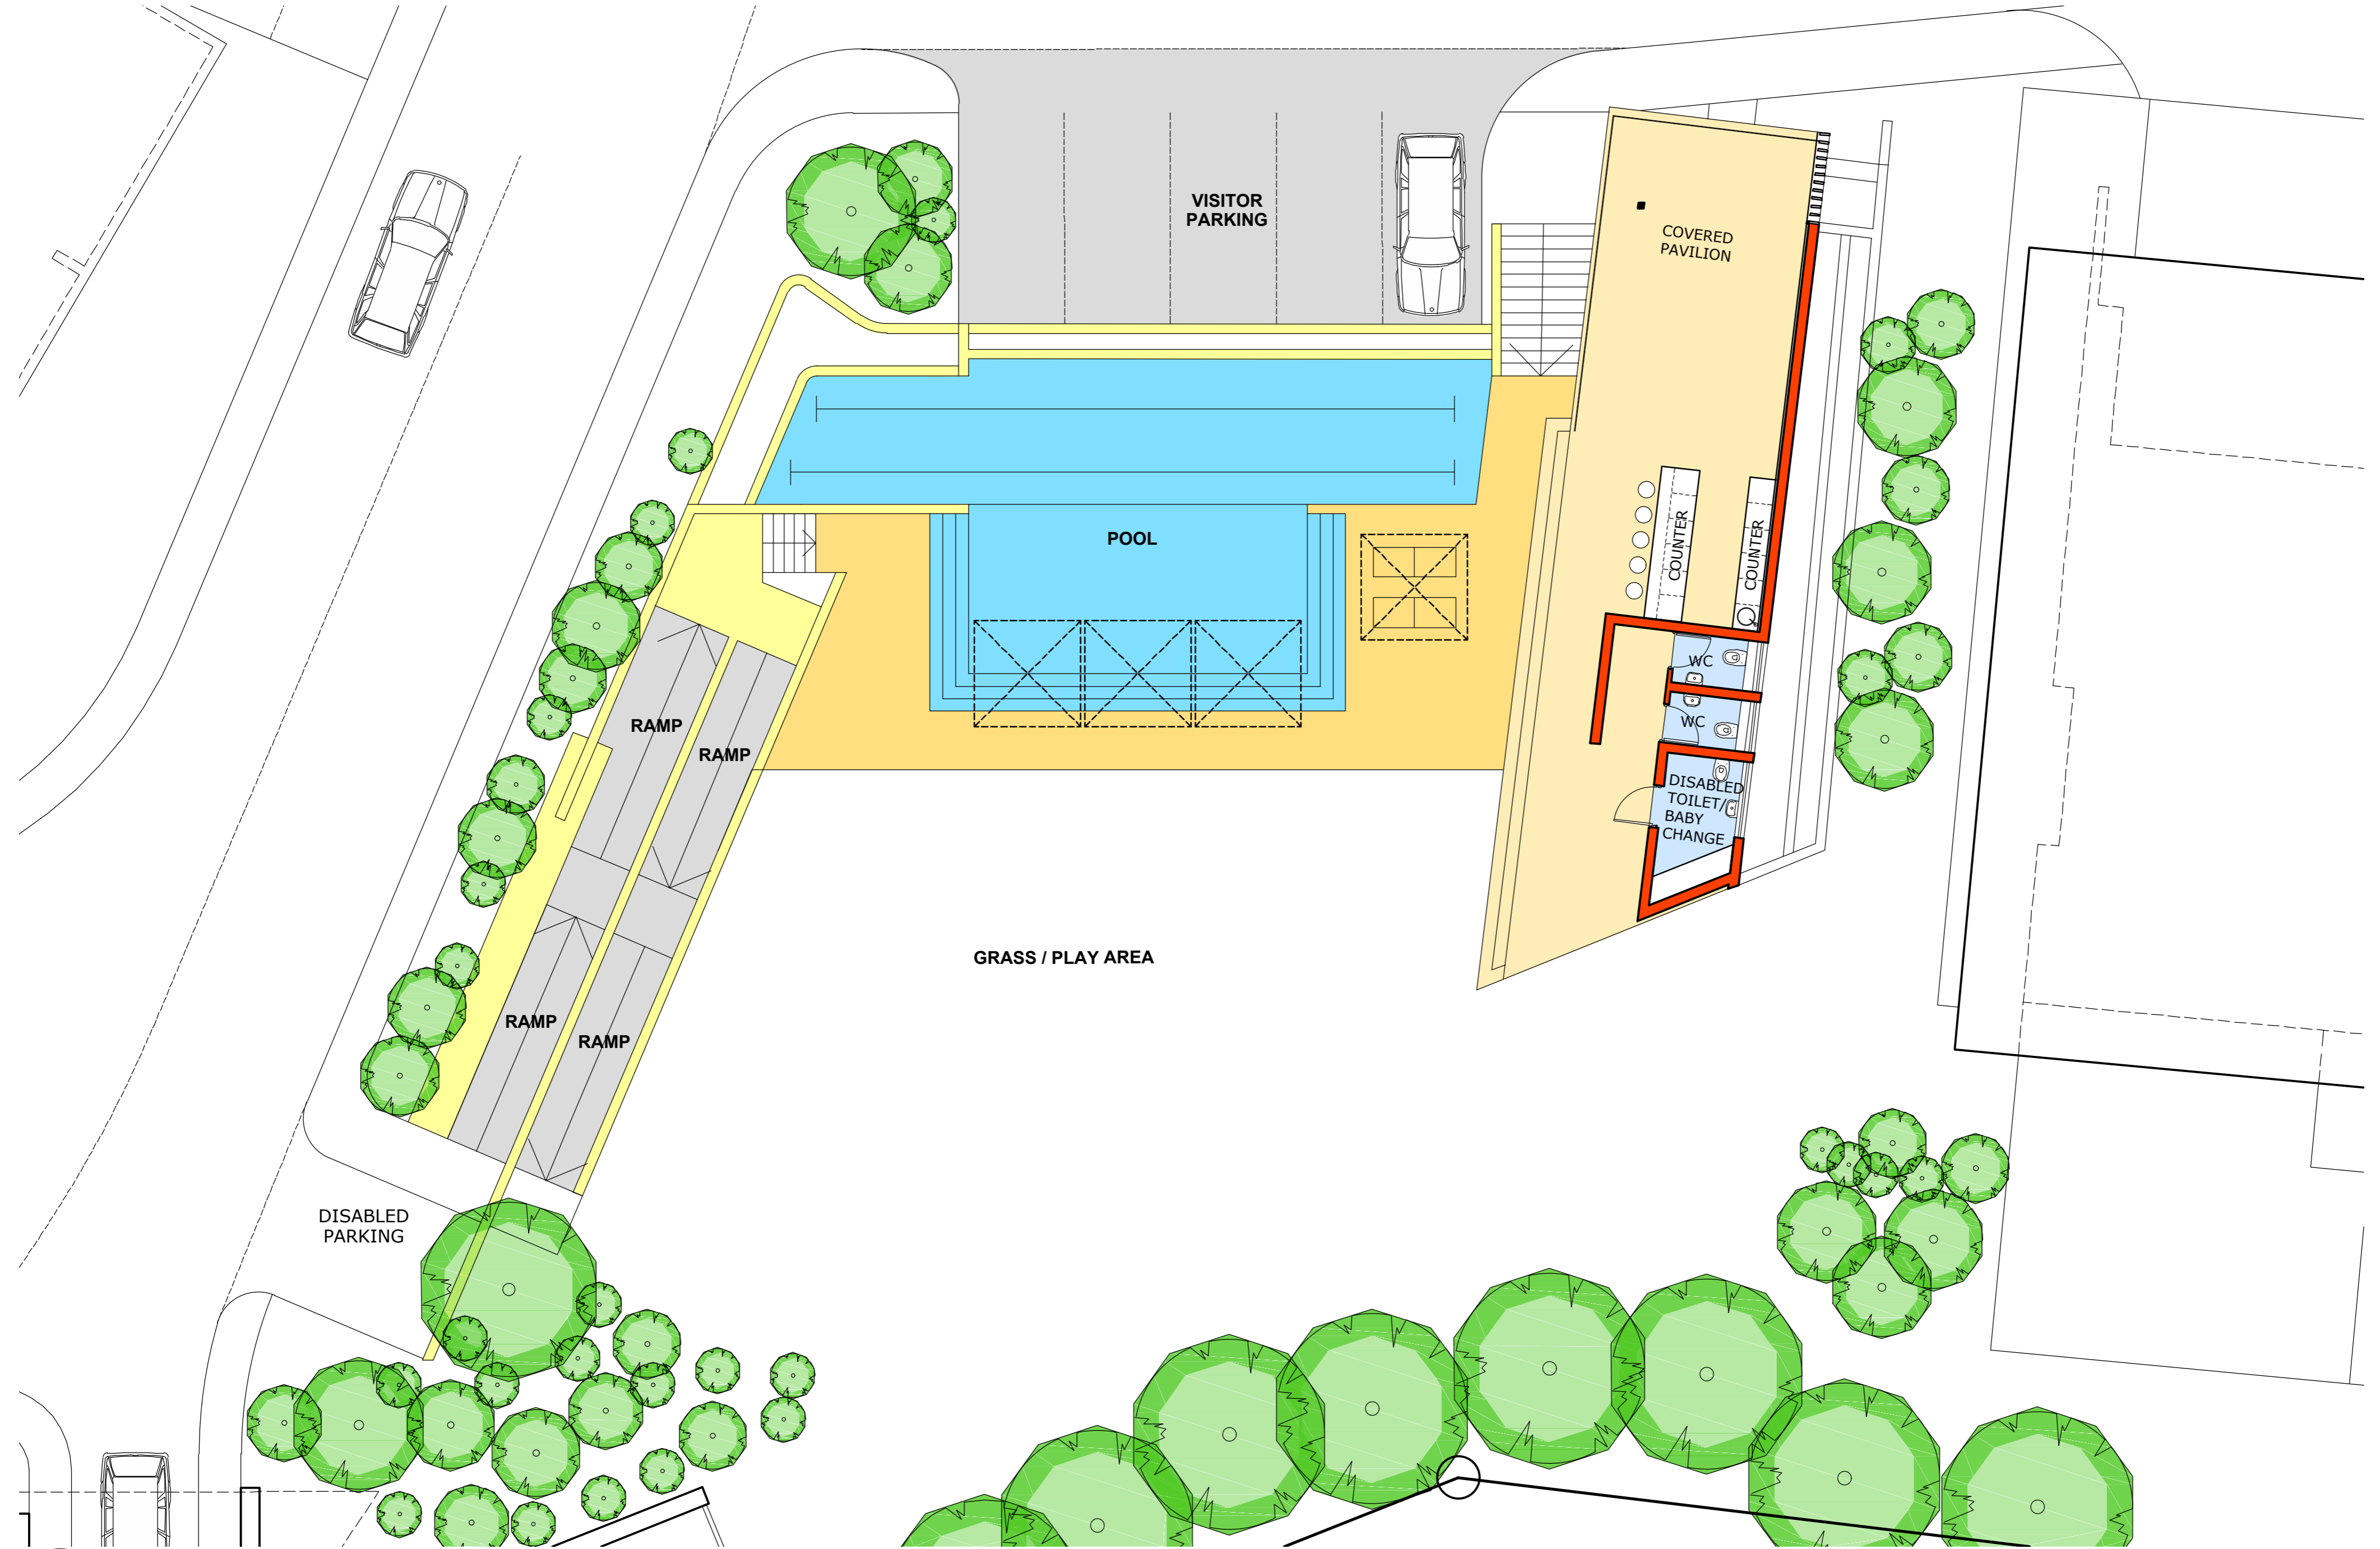 VISITOR
PARKING
COVERED
PAVILION
COUNTER
COUNTER
POOL
WC
WC
RAMP
RAMP
DISABLED
TOILET/
BABY
CHANGE
GRASS / PLAY AREA
RAMP
RAMP
DISABLED
PARKING